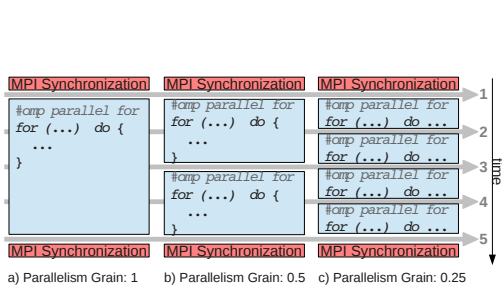 MPI Synchronization MPI Synchronization MPI Synchronization
#omp parallel for
for (...) do {
...
}
#omp parallel for
for (...) do {
...
}
#omp parallel for
for (...) do {
...
}
#omp parallel for
for (...) do ...
#omp parallel for
for (...) do ...
#omp parallel for
for (...) do ...
#omp parallel for
for (...) do ...
1
2
3
4
5
time
MPI Synchronization MPI Synchronization MPI Synchronization
a) Parallelism Grain: 1 b) Parallelism Grain: 0.5 c) Parallelism Grain: 0.25